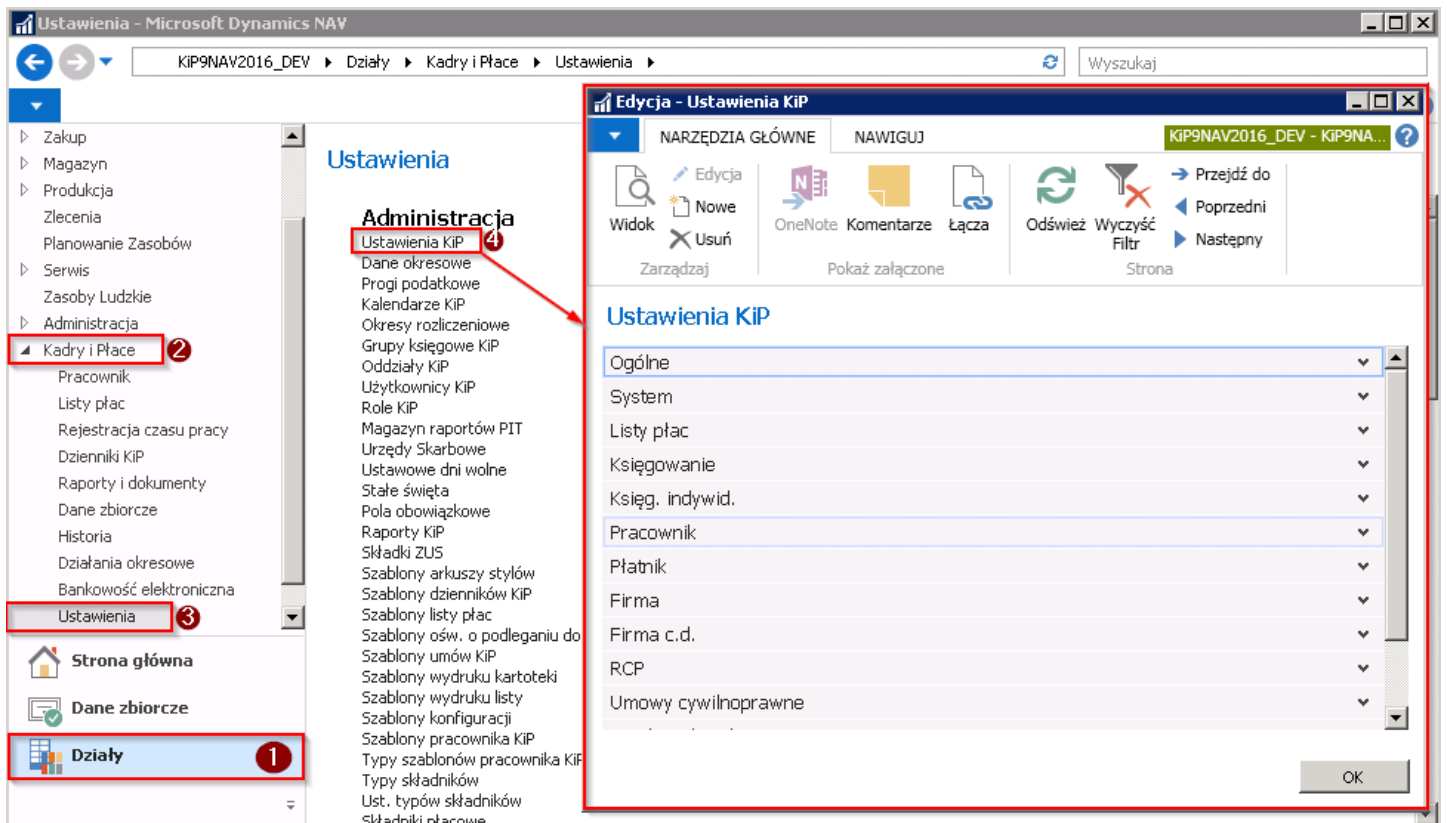 Ustawienia - Microsoft Dynamics NAV
KiP9NAV2016_DEV ▸ Działy ▸ Kadry i Płace ▸ Ustawienia ▸
Wyszukaj
Zakup
Magazyn
Produkcja
Zlecenia
Planowanie Zasobów
Serwis
Zasoby Ludzkie
Administracja
Kadry i Płace 2
Pracownik
Listy płac
Rejestracja czasu pracy
Dzienniki KiP
Raporty i dokumenty
Dane zbiorcze
Historia
Działania okresowe
Bankowość elektroniczna
Ustawienia 3
Strona główna
Dane zbiorcze
Działy 1
Ustawienia
Administracja
Ustawienia KiP 4
Dane okresowe
Progi podatkowe
Kalendarze KiP
Okresy rozliczeniowe
Grupy księgowe KiP
Oddziały KiP
Użytkownicy KiP
Role KiP
Magazyn raportów PIT
Urzędy Skarbowe
Ustawowe dni wolne
Stałe święta
Pola obowiązkowe
Raporty KiP
Składki ZUS
Szablony arkuszy stylów
Szablony dzienników KiP
Szablony listy płac
Szablony ośw. o podleganiu do
Szablony umów KiP
Szablony wydruku kartoteki
Szablony wydruku listy
Szablony konfiguracji
Szablony pracownika KiP
Typy szablonów pracownika KiP
Typy składników
Ust. typów składników
Składniki płacowe
Edycja - Ustawienia KiP
NARZĘDZIA GŁÓWNE NAWIGUJ KiP9NAV2016_DEV - KiP9NA... ?
Widok
Edycja
Nowe
Usuń
Zarządzaj
OneNote Komentarze Łącza
Pokaż załączone
Odśwież Wyczyść
Filtr
Przejdź do
Poprzedni
Następny
Strona
Ustawienia KiP
Ogólne
System
Listy płac
Księgowanie
Księg. indywid.
Pracownik
Płatnik
Firma
Firma c.d.
RCP
Umowy cywilnoprawne
OK